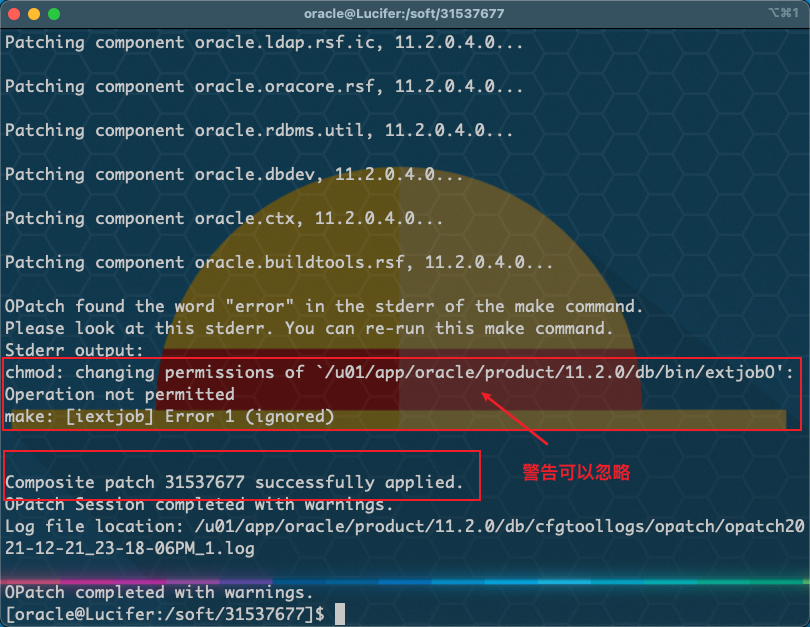 oracle@Lucifer:/soft/31537677
⌥⌘1
Patching component oracle.ldap.rsf.ic, 11.2.0.4.0...
Patching component oracle.oracore.rsf, 11.2.0.4.0...
Patching component oracle.rdbms.util, 11.2.0.4.0...
Patching component oracle.dbdev, 11.2.0.4.0...
Patching component oracle.ctx, 11.2.0.4.0...
Patching component oracle.buildtools.rsf, 11.2.0.4.0...
OPatch found the word "error" in the stderr of the make command.
Please look at this stderr. You can re-run this make command.
Stderr output:
chmod: changing permissions of `/u01/app/oracle/product/11.2.0/db/bin/extjobO':
Operation not permitted
make: [iextjob] Error 1 (ignored)
警告可以忽略
Composite patch 31537677 successfully applied.
OPatch Session completed with warnings.
Log file location: /u01/app/oracle/product/11.2.0/db/cfgtoollogs/opatch/opatch20
21-12-21_23-18-06PM_1.log
OPatch completed with warnings.
[oracle@Lucifer:/soft/31537677]$